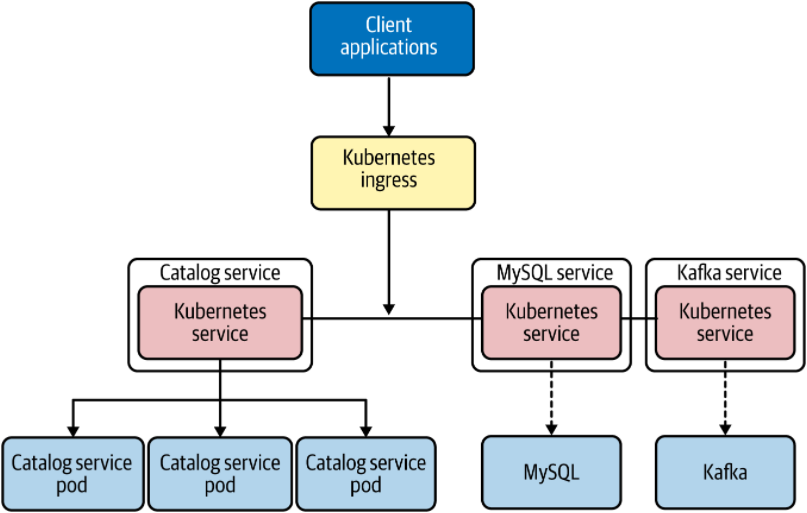 Client
applications
Kubernetes
ingress
Catalog service
Kubernetes
service
MySQL service
Kubernetes
service
Kafka service
Kubernetes
service
Catalog service
pod
Catalog service
pod
Catalog service
pod
MySQL
Kafka